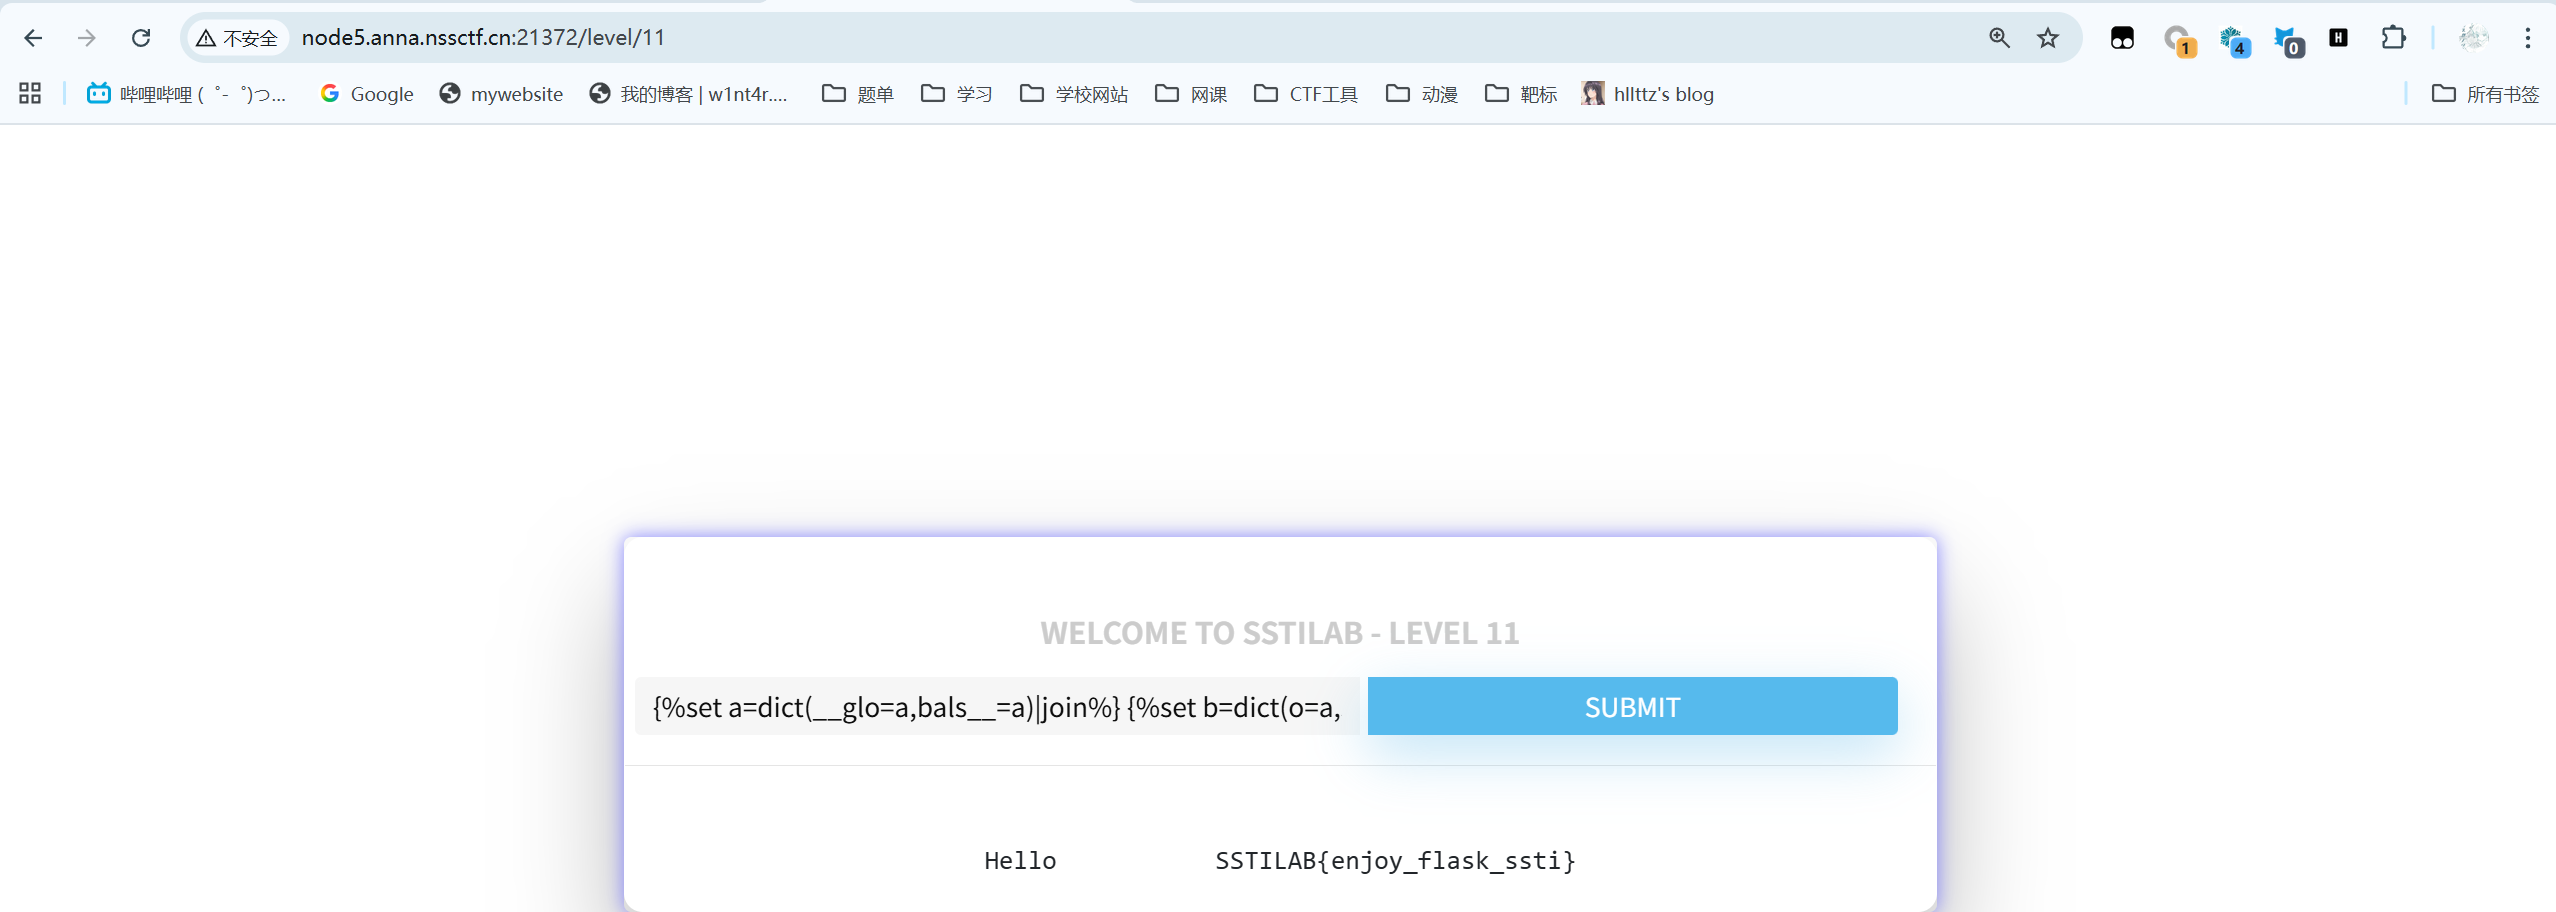 不安全 node5.anna.nssctf.cn:21372/level/11 1 4 0 H
哔哩哔哩 (゜-゜)つ... Google mywebsite 我的博客 | w1nt4r.... 题单 学习 学校网站 网课 CTF工具 动漫 靶标 hllttz's blog 所有书签
WELCOME TO SSTILAB - LEVEL 11
{%set a=dict(__glo=a,bals__=a)|join%} {%set b=dict(o=a, SUBMIT
Hello SSTILAB{enjoy_flask_ssti}